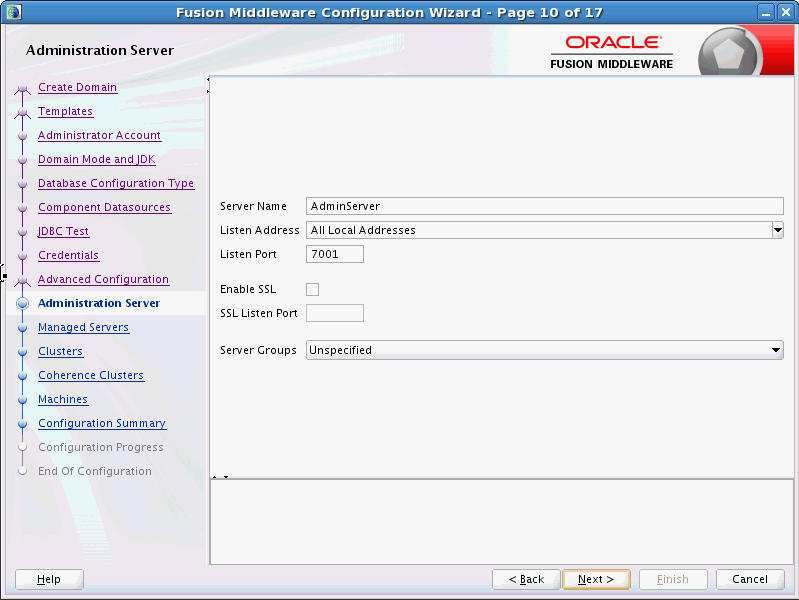 Fusion Middleware Configuration Wizard - Page 10 of 17
Administration Server
ORACLE
FUSION MIDDLEWARE
Create Domain
Templates
Administrator Account
Domain Mode and JDK
Database Configuration Type
Component Datasources
JDBC Test
Credentials
Advanced Configuration
Administration Server
Managed Servers
Clusters
Coherence Clusters
Machines
Configuration Summary
Configuration Progress
End Of Configuration
Server Name AdminServer
Listen Address All Local Addresses
Listen Port 7001
Enable SSL
SSL Listen Port
Server Groups Unspecified
Help < Back Next > Finish Cancel